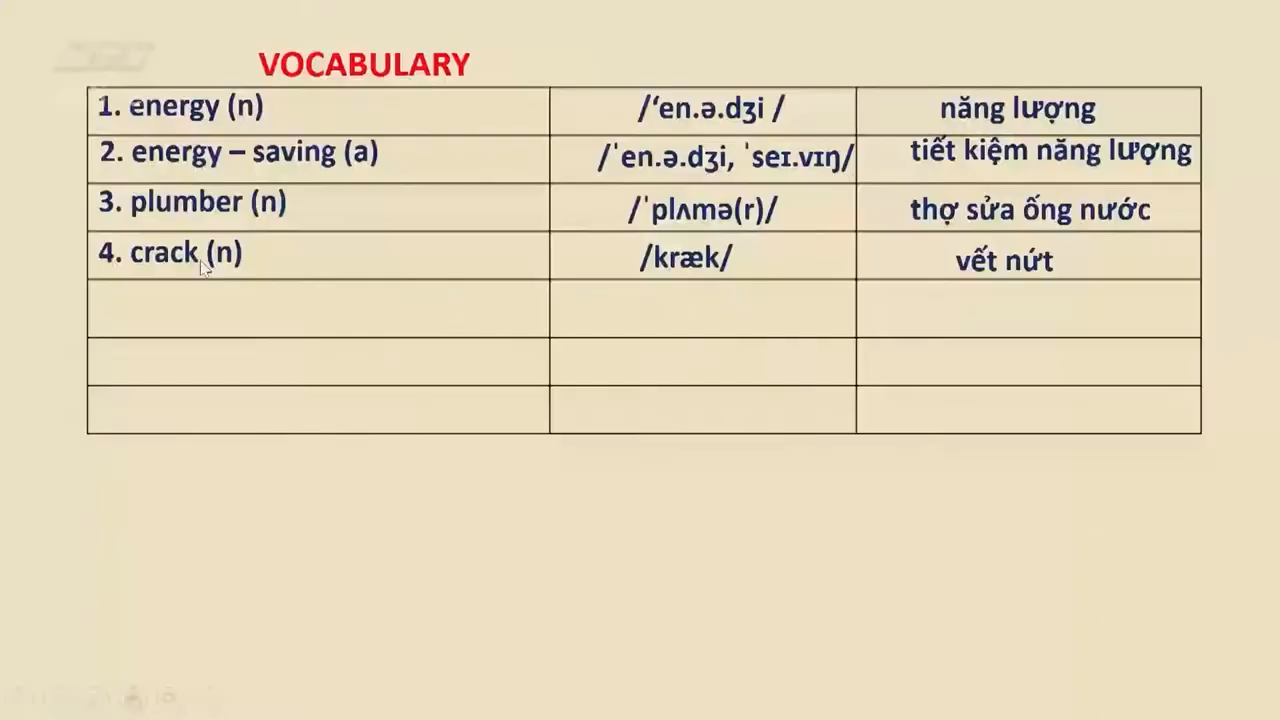 VOCABULARY
1. energy (n) /‘en.ə.dʒi / năng lượng
2. energy – saving (a) /ˈen.ə.dʒi, ˈseɪ.vɪŋ/ tiết kiệm năng lượng
3. plumber (n) /ˈplʌmə(r)/ thợ sửa ống nước
4. crack (n) /kræk/ vết nứt